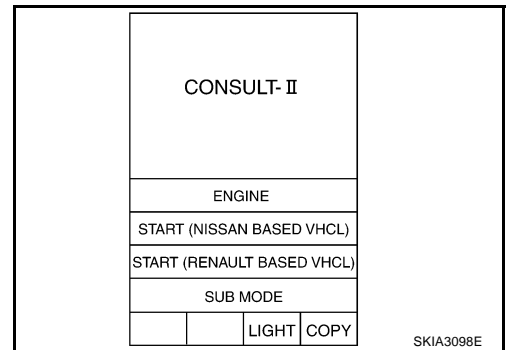 CONSULT-Ⅱ
ENGINE
START (NISSAN BASED VHCL)
START (RENAULT BASED VHCL)
SUB MODE
LIGHT COPY
SKIA3098E